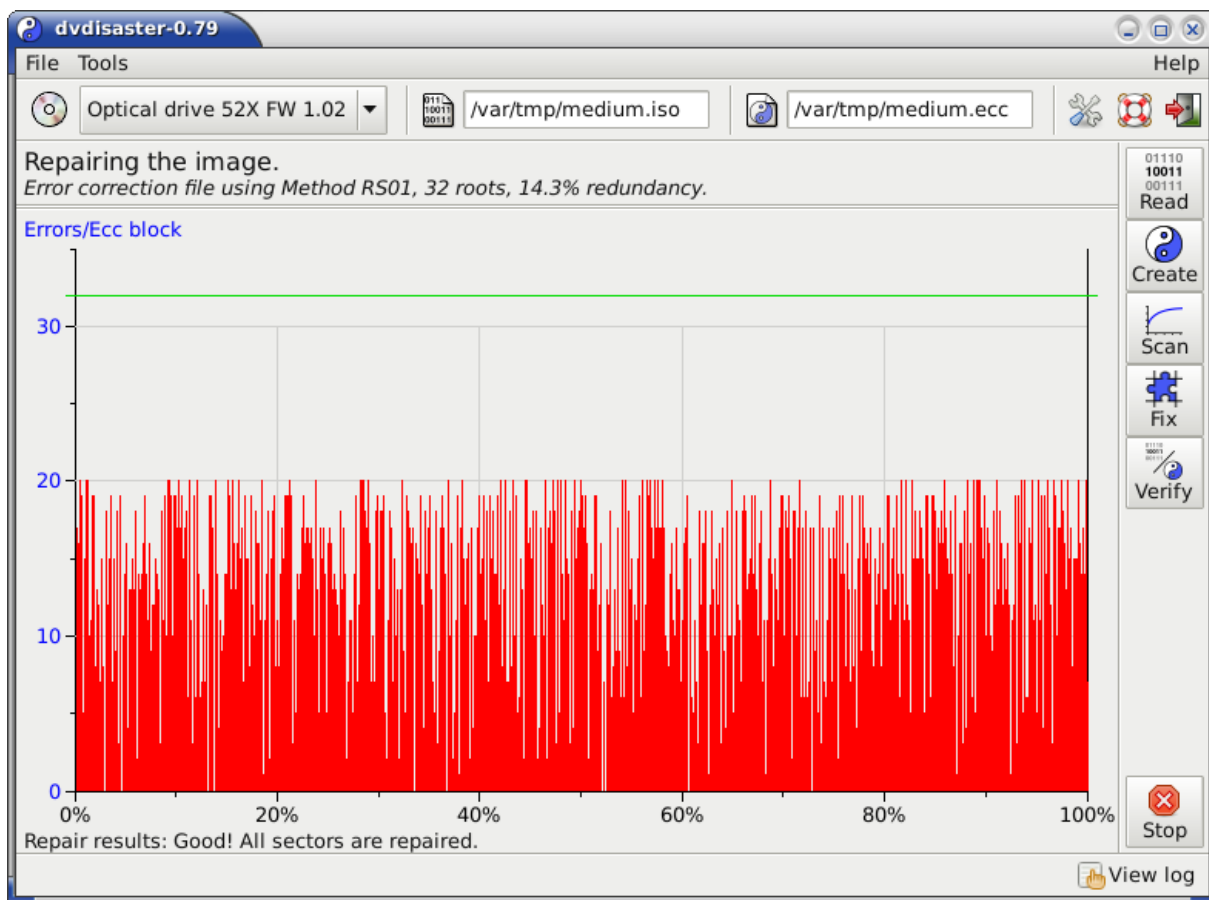 dvdisaster-0.79
File Tools Help
Optical drive 52X FW 1.02 /var/tmp/medium.iso /var/tmp/medium.ecc
Repairing the image.
Error correction file using Method RS01, 32 roots, 14.3% redundancy.
Errors/Ecc block
30
20
10
0
0% 20% 40% 60% 80% 100%
Repair results: Good! All sectors are repaired.
01110
10011
00111
Read
Create
Scan
Fix
Verify
Stop
View log